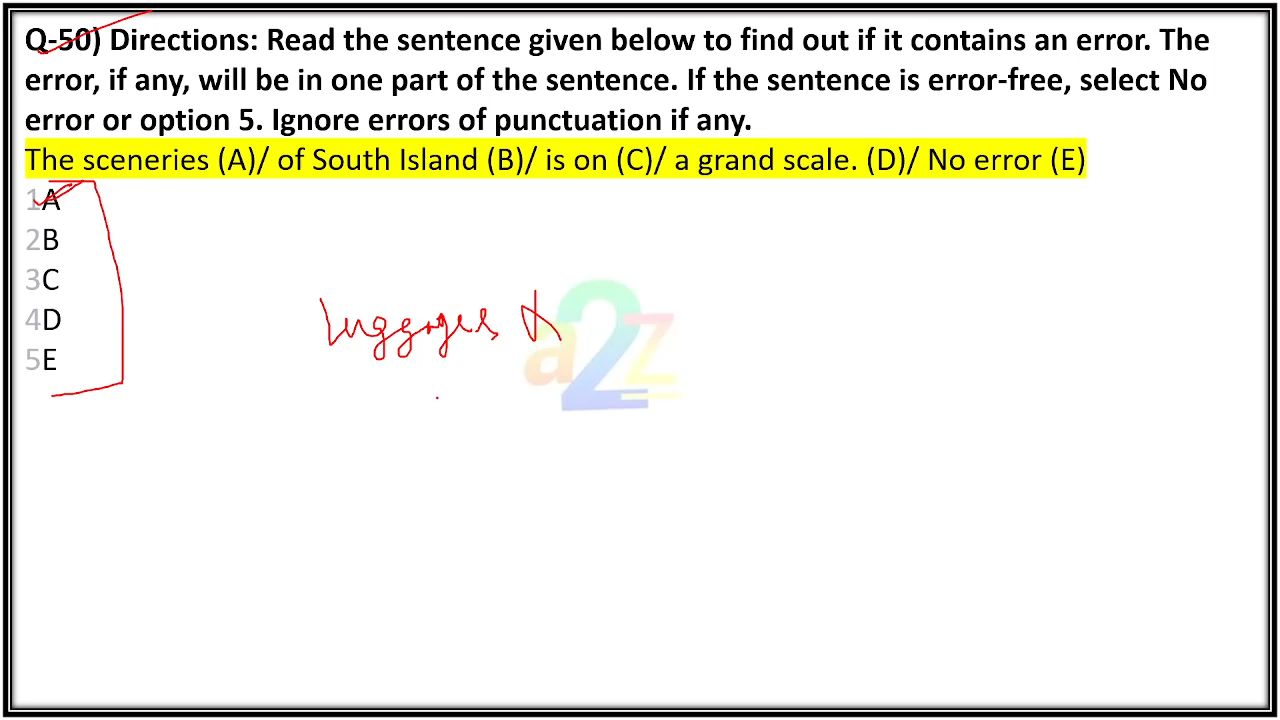 Q-50) Directions: Read the sentence given below to find out if it contains an error. The
error, if any, will be in one part of the sentence. If the sentence is error-free, select No
error or option 5. Ignore errors of punctuation if any.
The sceneries (A)/ of South Island (B)/ is on (C)/ a grand scale. (D)/ No error (E)
1A
2B
3C
4D
5E
luggages X
a2z